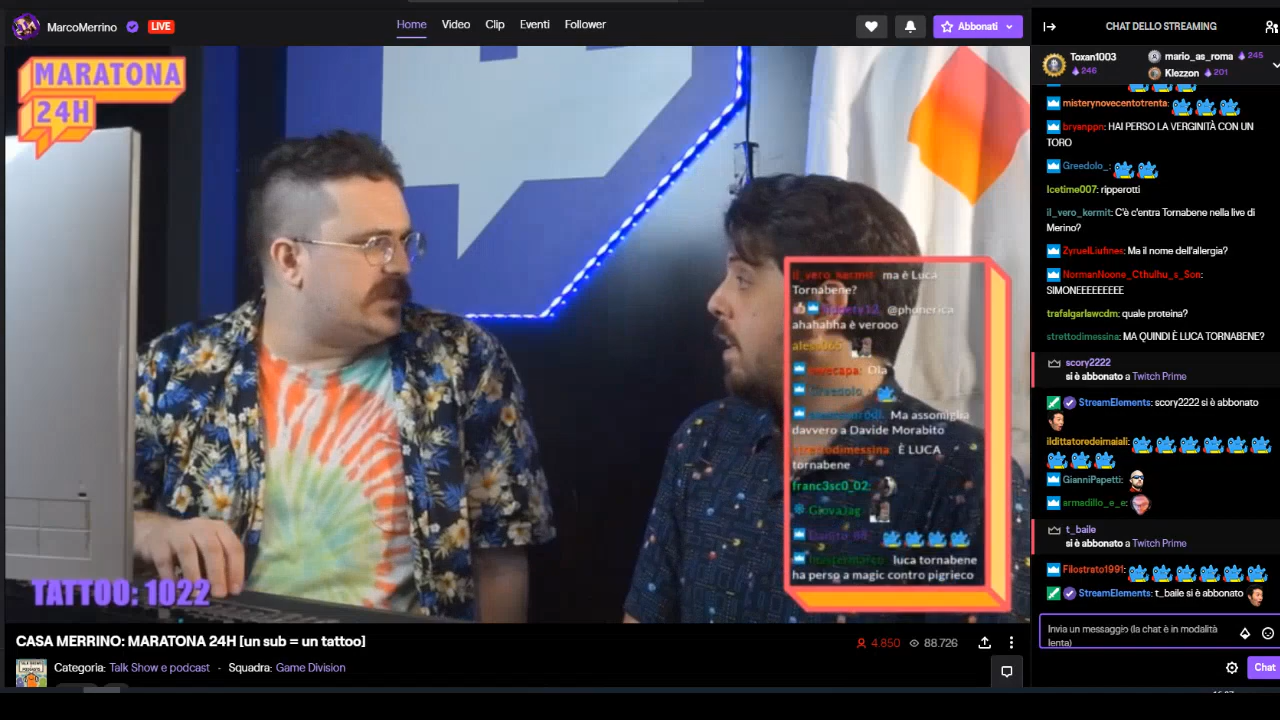 MarcoMerrino
LIVE
Home
Video
Clip
Eventi
Follower
Abbonati
MARATONA
24H
il_vero_kermit: ma è Luca
Tornabene?
@phonerica
ahahahha è verooo
Ola
Ma assomiglia
davvero a Davide Morabito
strettodimessina: È LUCA
tornabene
franc3sc0_02:
luca tornabene
ha perso a magic contro pigrieco
TATTOO: 1022
CASA MERRINO: MARATONA 24H [un sub = un tattoo]
4.850
88.726
Categoria: Talk Show e podcast · Squadra: Game Division
CHAT DELLO STREAMING
Toxan1003
246
mario_as_roma 245
Klezzon 201
misterynovecentotrenta:
bryanppn: HAI PERSO LA VERGINITÀ CON UN
TORO
Greedolo_:
Icetime007: ripperotti
il_vero_kermit: C'è c'entra Tornabene nella live di
Merino?
ZyruelLiufines: Ma il nome dell'allergia?
NormanNoone_Cthulhu_s_Son:
SIMONEEEEEEEE
trafalgarlawcdm: quale proteina?
strettodimessina: MA QUINDI È LUCA TORNABENE?
scory2222
si è abbonato a Twitch Prime
StreamElements: scory2222 si è abbonato
ildittatoredeimaiali:
GianniPapetti:
armadillo_e_e:
t_baile
si è abbonato a Twitch Prime
Filostrato1991:
StreamElements: t_baile si è abbonato
Invia un messaggio (la chat è in modalità
lenta)
Chat